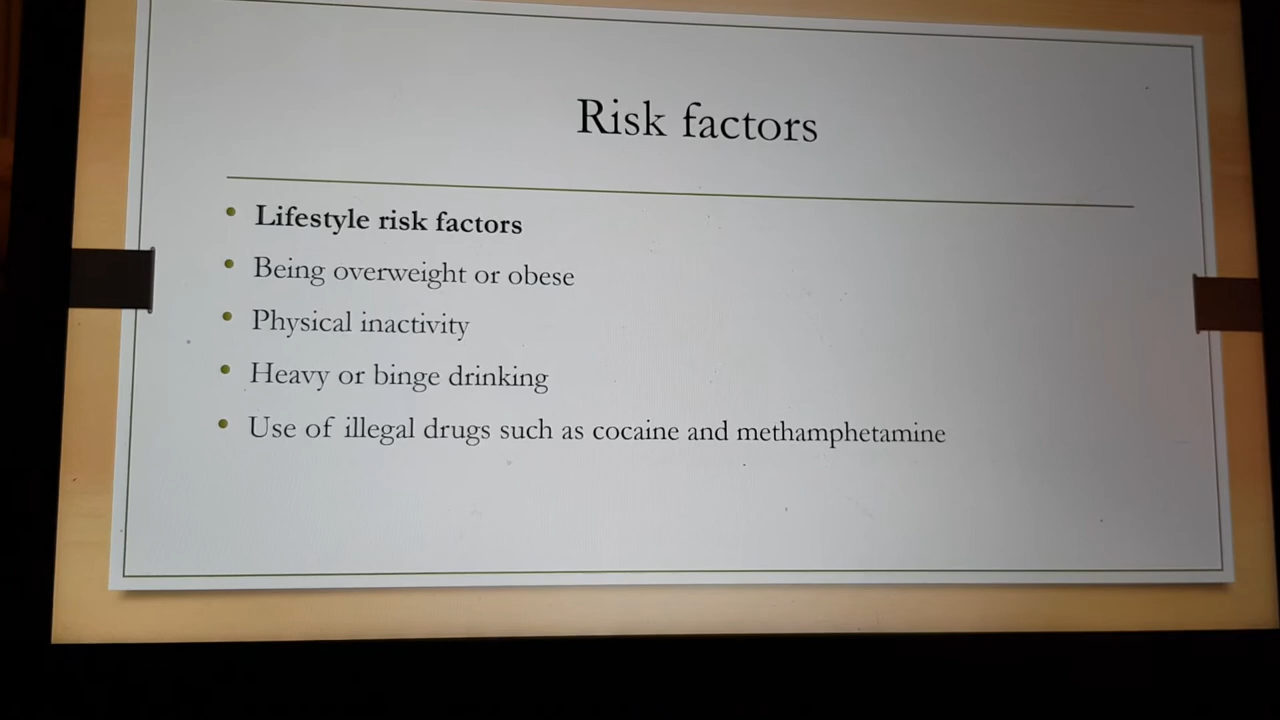 Risk factors
Lifestyle risk factors
Being overweight or obese
Physical inactivity
Heavy or binge drinking
Use of illegal drugs such as cocaine and methamphetamine